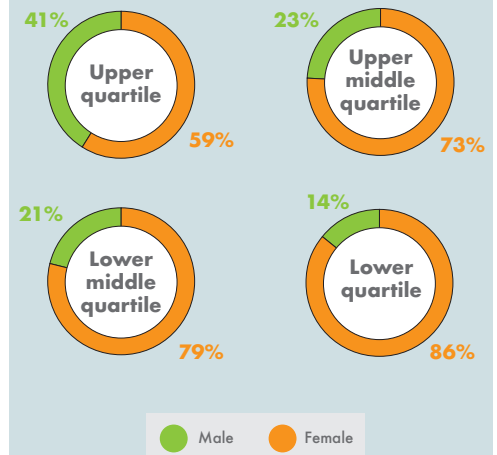 41%
Upper
quartile
59%
23%
Upper
middle
quartile
73%
21%
Lower
middle
quartile
79%
14%
Lower
quartile
86%
Male
Female